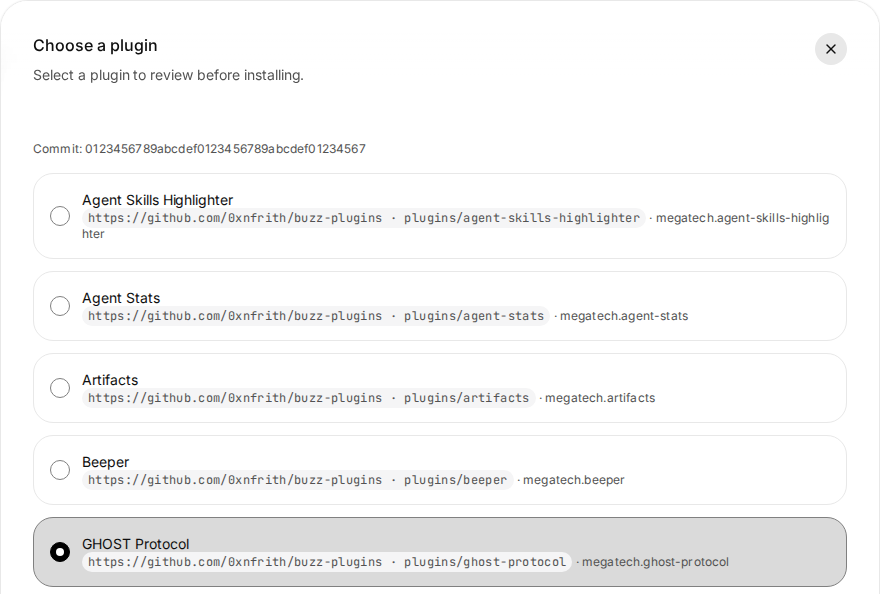 Choose a plugin
Select a plugin to review before installing.
Commit: 0123456789abcdef0123456789abcdef01234567
Agent Skills Highlighter
https://github.com/0xnfrith/buzz-plugins · plugins/agent-skills-highlighter · megatech.agent-skills-highlig
hter
Agent Stats
https://github.com/0xnfrith/buzz-plugins · plugins/agent-stats · megatech.agent-stats
Artifacts
https://github.com/0xnfrith/buzz-plugins · plugins/artifacts · megatech.artifacts
Beeper
https://github.com/0xnfrith/buzz-plugins · plugins/beeper · megatech.beeper
GHOST Protocol
https://github.com/0xnfrith/buzz-plugins · plugins/ghost-protocol · megatech.ghost-protocol